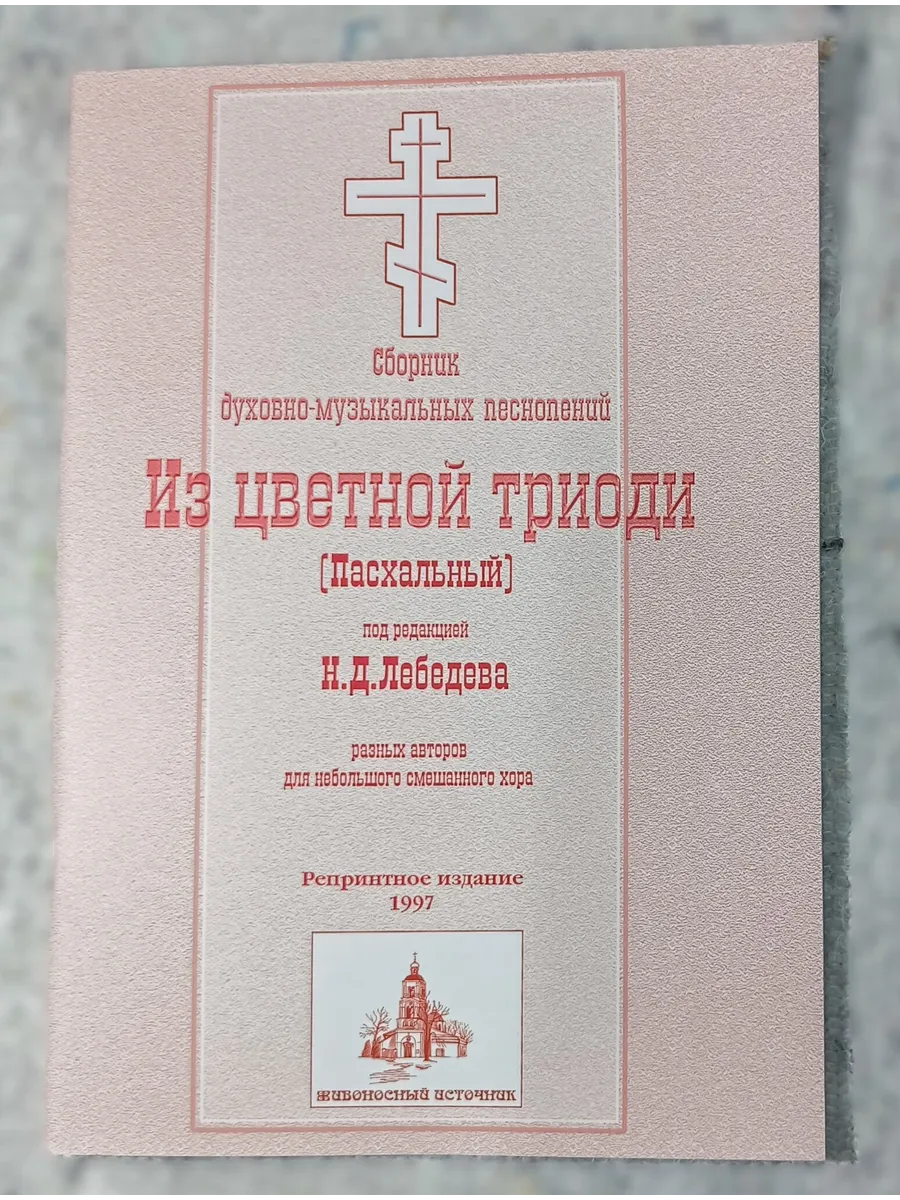 Сборник
духовно-музыкальных песнопений
Из цветной триоди
(Пасхальный)
под редакцией
Н.Д.Лебедева
разных авторов
для небольшого смешанного хора
Репринтное издание
1997
живоносный источник